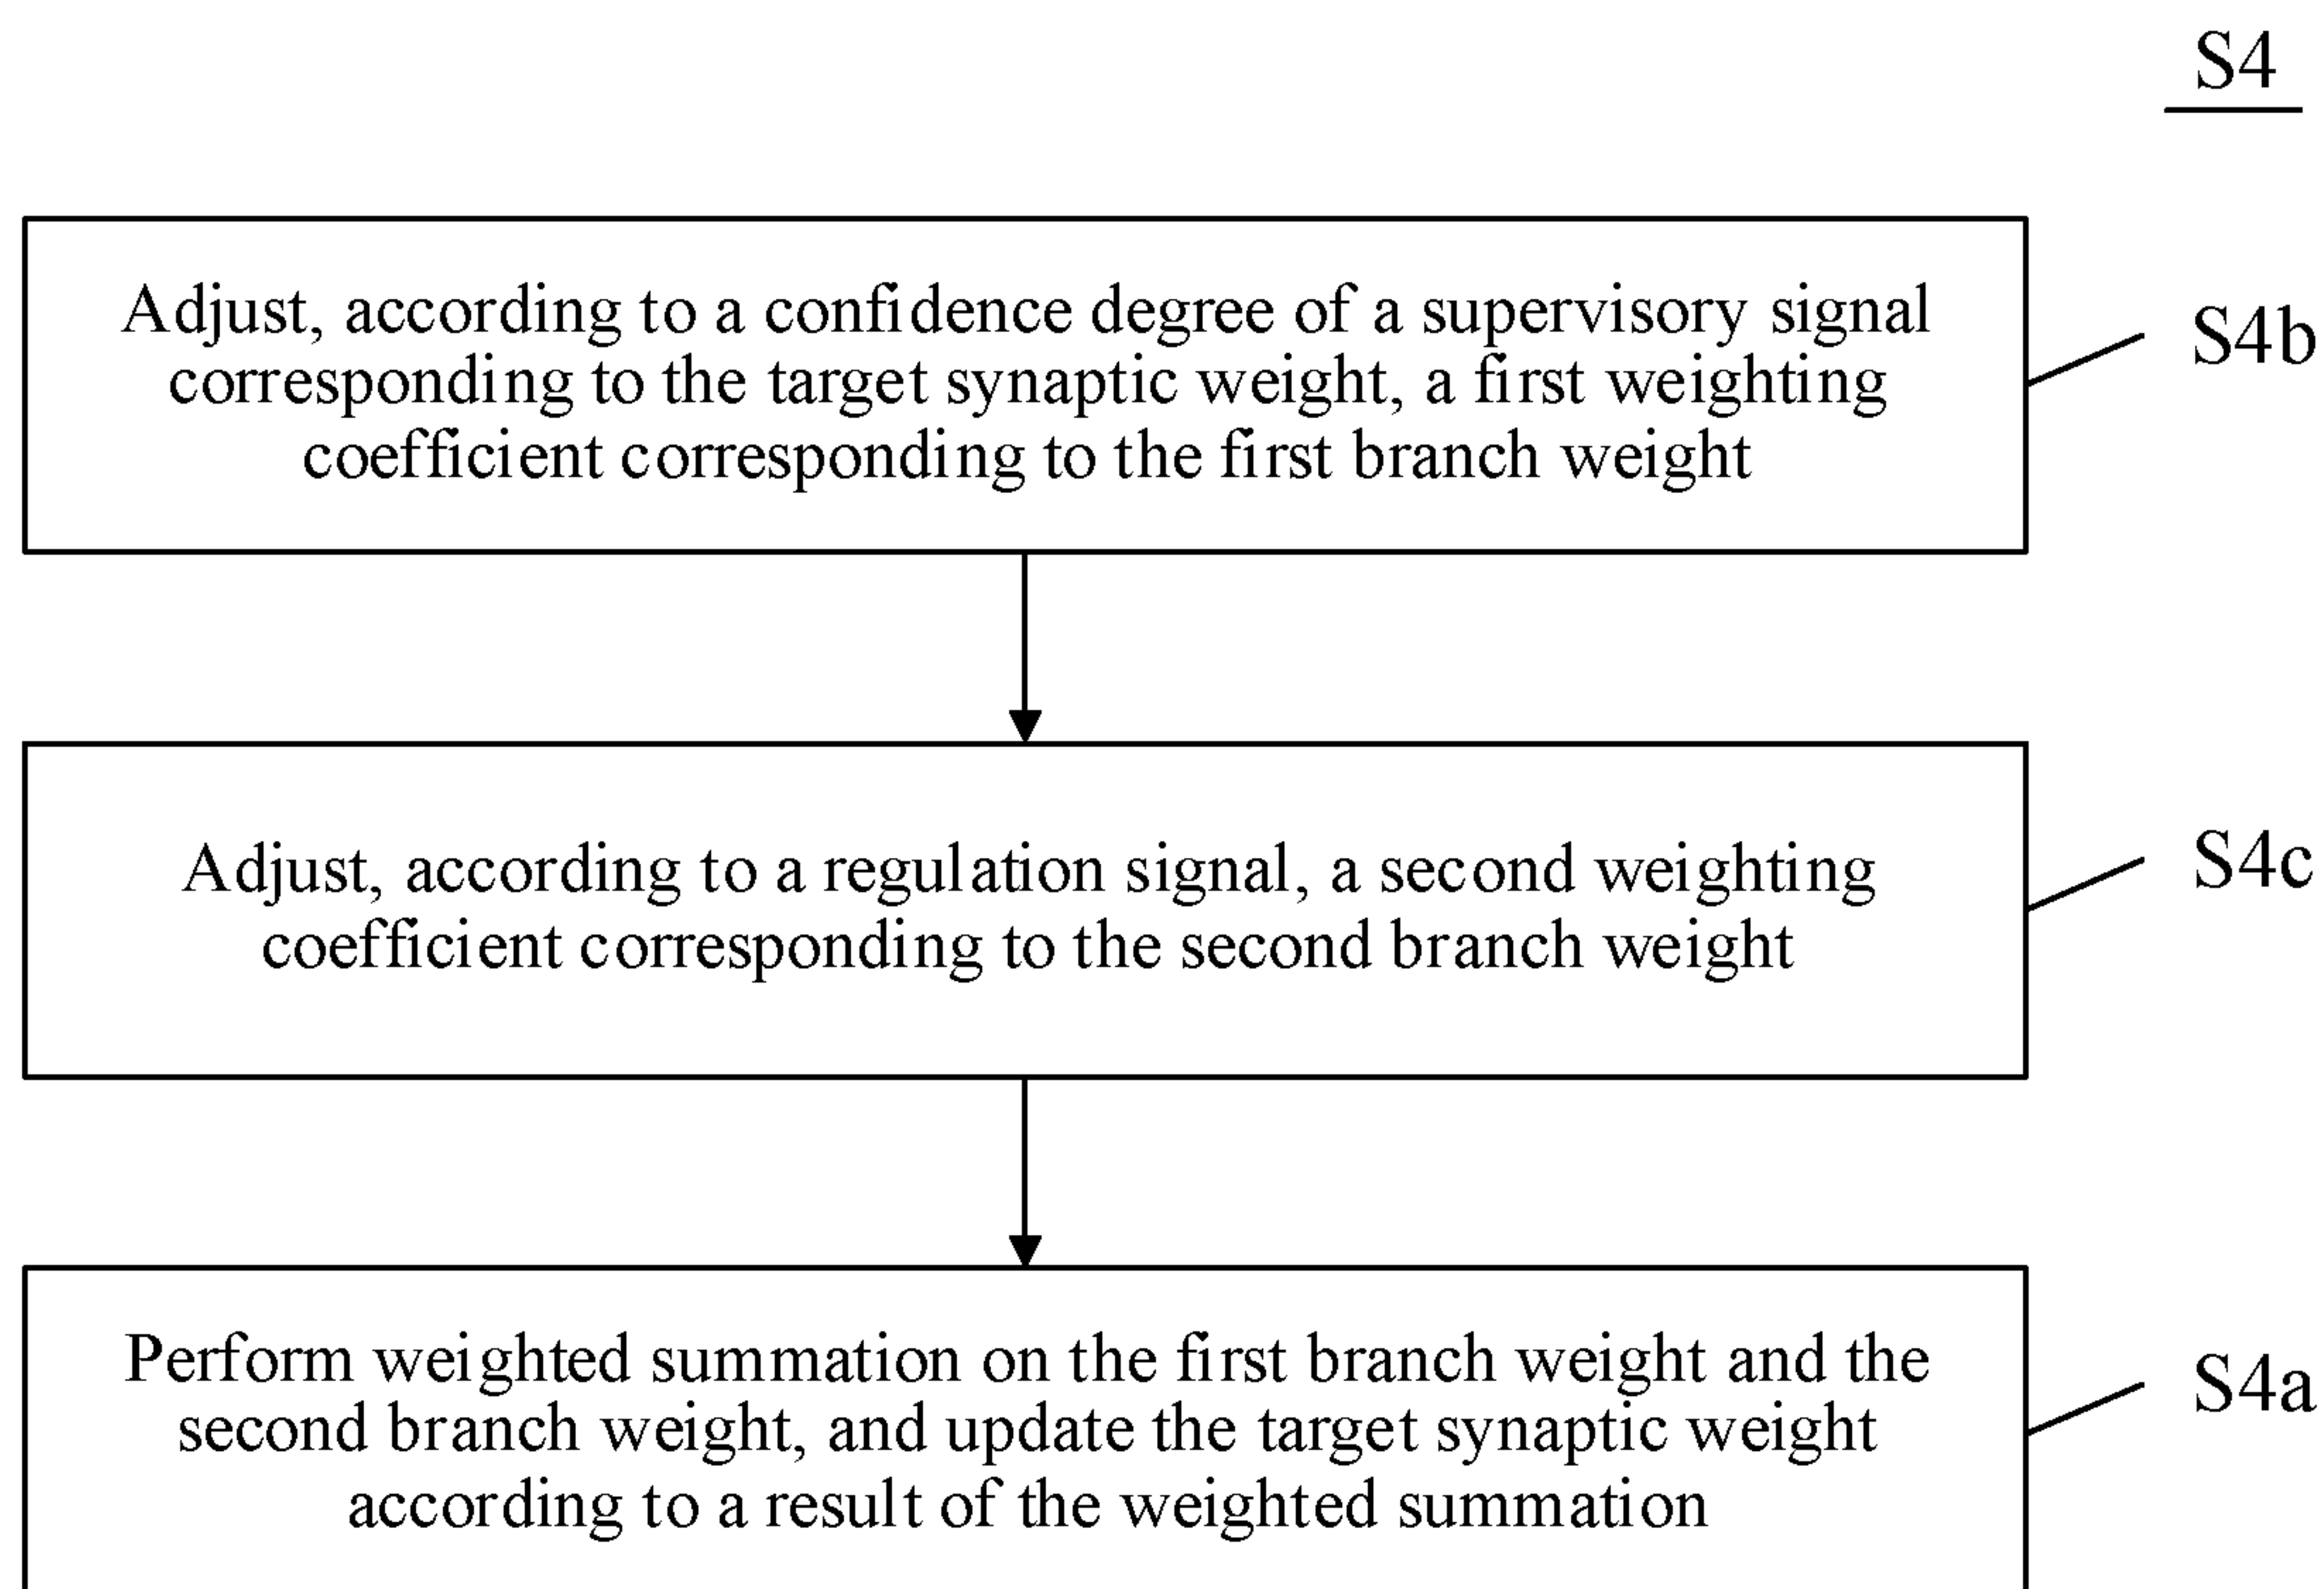 S4
Adjust, according to a confidence degree of a supervisory signal
corresponding to the target synaptic weight, a first weighting
coefficient corresponding to the first branch weight
S4b
Adjust, according to a regulation signal, a second weighting
coefficient corresponding to the second branch weight
S4c
Perform weighted summation on the first branch weight and the
second branch weight, and update the target synaptic weight
according to a result of the weighted summation
S4a